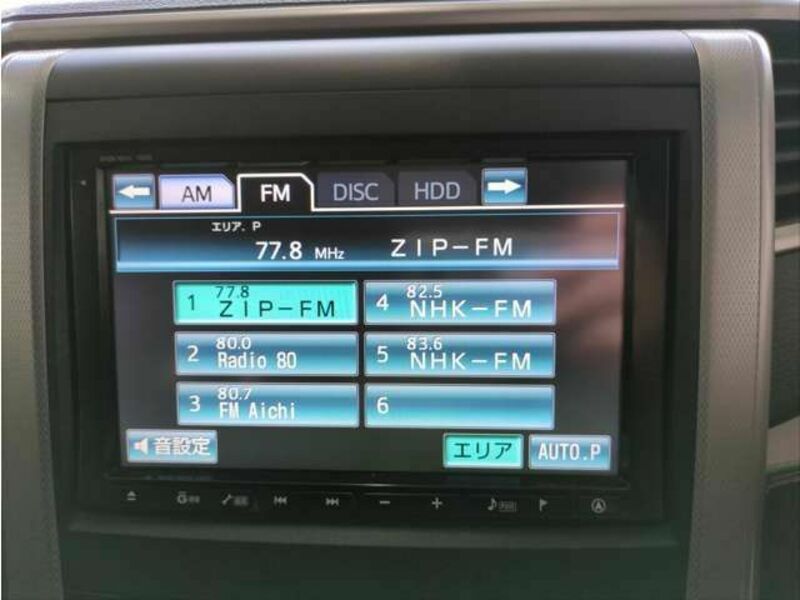 AM FM DISC HDD
エリア. P
77.8 MHz ZIP-FM
1 77.8 ZIP-FM
4 82.5 NHK-FM
2 80.0 Radio 80
5 83.6 NHK-FM
3 80.7 FM Aichi
6
音設定 エリア AUTO.P